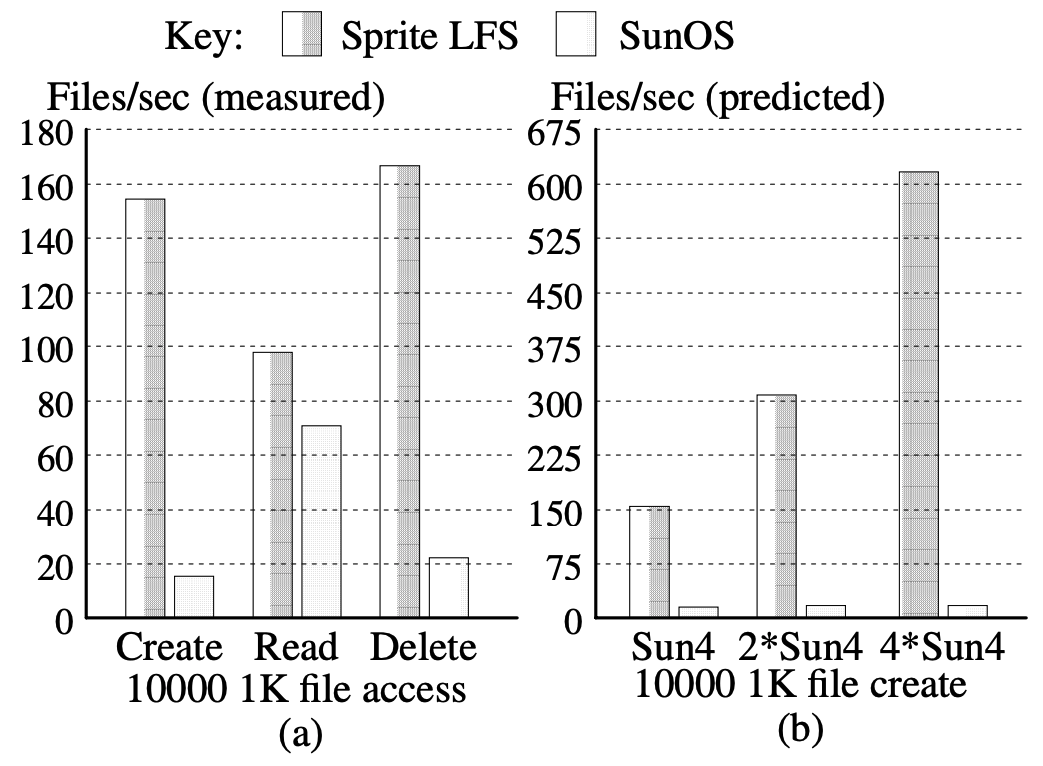 Key: Sprite LFS SunOS
Files/sec (measured)
180
160
140
120
100
80
60
40
20
0
Create Read Delete
10000 1K file access
(a)
Files/sec (predicted)
675
600
525
450
375
300
225
150
75
0
Sun4 2*Sun4 4*Sun4
10000 1K file create
(b)